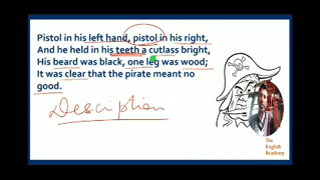 Pistol in his left hand, pistol in his right,
And he held in his teeth a cutlass bright,
His beard was black, one leg was wood;
It was clear that the pirate meant no
good.
Desciption
The
English
Academy